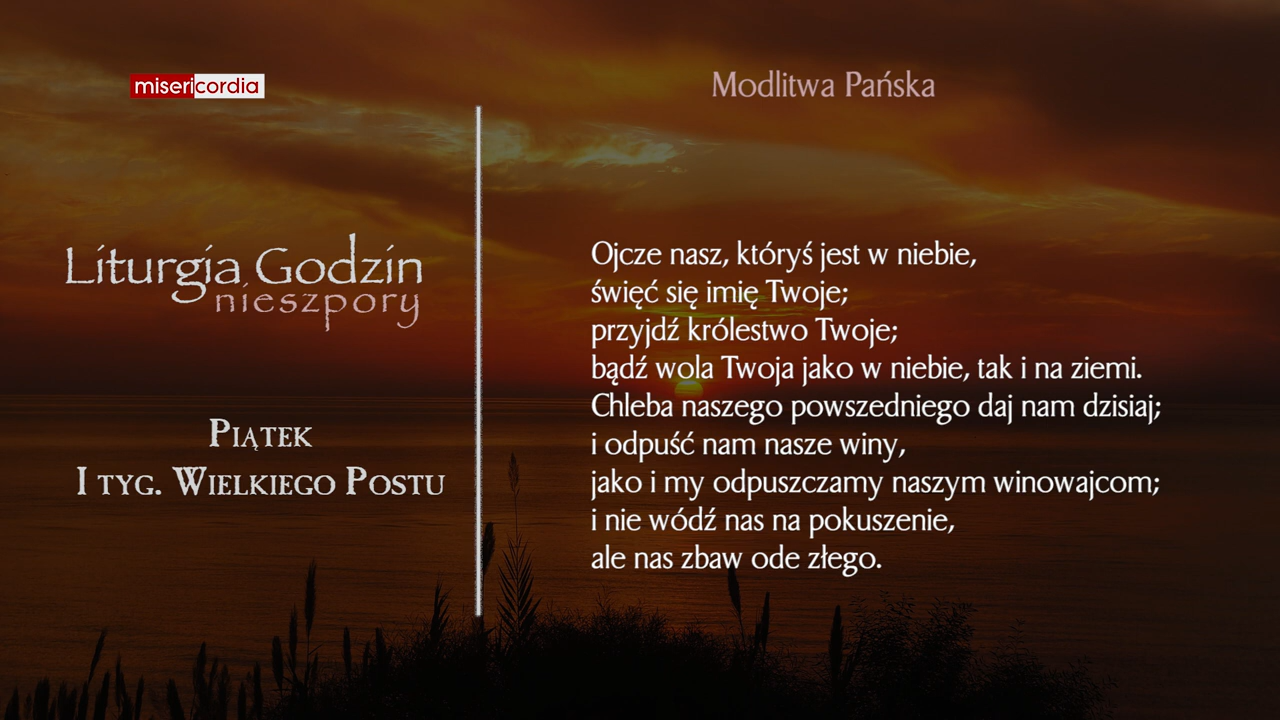 misericordia
Liturgia Godzin
nieszpory
Piątek
I tyg. Wielkiego Postu
Modlitwa Pańska
Ojcze nasz, któryś jest w niebie,
święć się imię Twoje;
przyjdź królestwo Twoje;
bądź wola Twoja jako w niebie, tak i na ziemi.
Chleba naszego powszedniego daj nam dzisiaj;
i odpuść nam nasze winy,
jako i my odpuszczamy naszym winowajcom;
i nie wódź nas na pokuszenie,
ale nas zbaw ode złego.